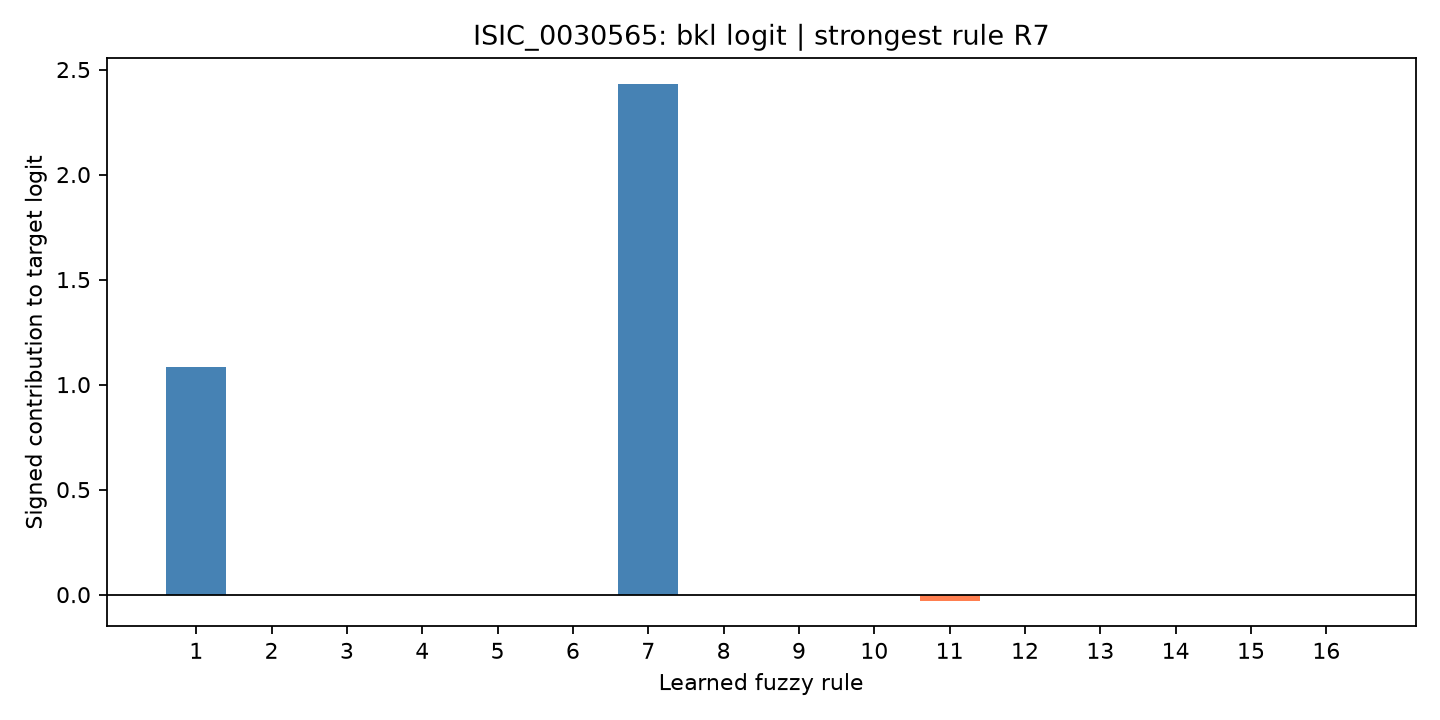 ISIC_0030565: bkl logit | strongest rule R7
Signed contribution to target logit
2.5
2.0
1.5
1.0
0.5
0.0
1 2 3 4 5 6 7 8 9 10 11 12 13 14 15 16
Learned fuzzy rule